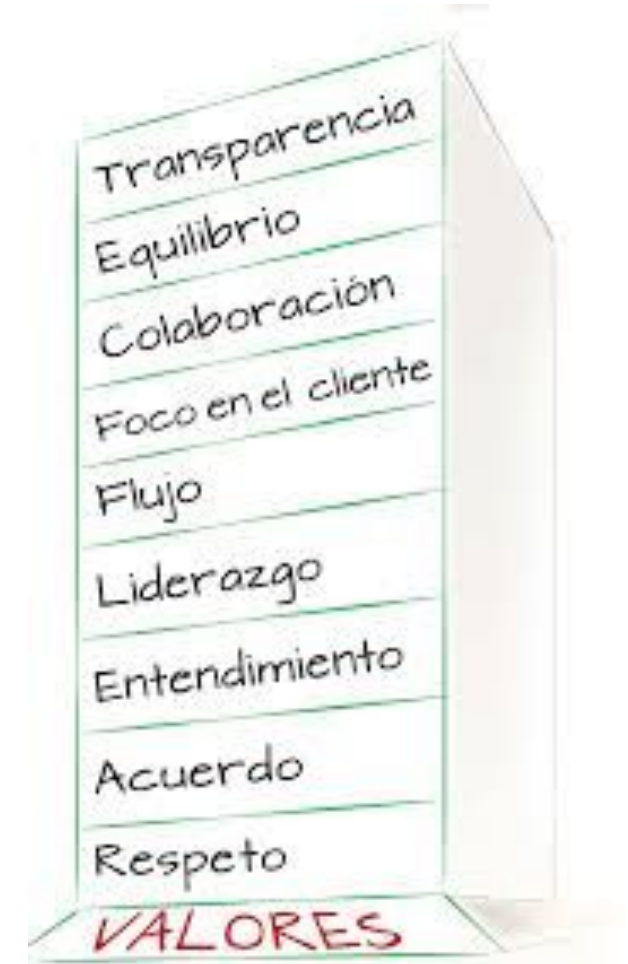 Transparencia
Equilibrio
Colaboración
Foco en el cliente
Flujo
Liderazgo
Entendimiento
Acuerdo
Respeto
VALORES